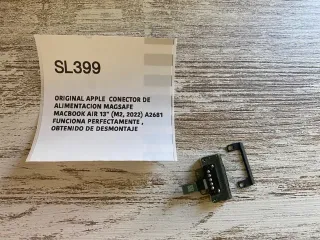 SL399
ORIGINAL APPLE CONECTOR DE
ALIMENTACION MAGSAFE
MACBOOK AIR 13" (M2, 2022) A2681
FUNCIONA PERFECTAMENTE ,
OBTENIDO DE DESMONTAJE